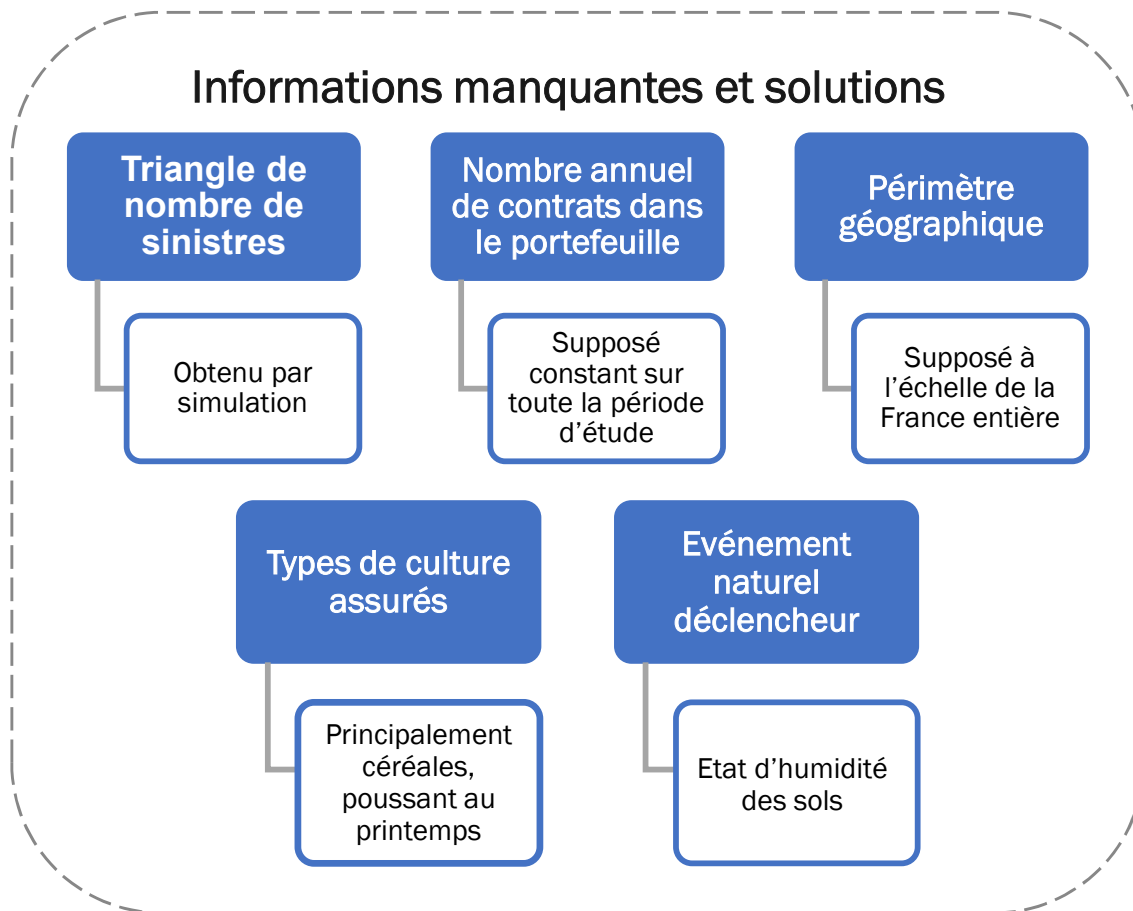 Informations manquantes et solutions
Triangle de
nombre de
sinistres
Obtenu par
simulation
Nombre annuel
de contrats dans
le portefeuille
Supposé
constant sur
toute la période
d'étude
Périmètre
géographique
Supposé à
l'échelle de la
France entière
Types de culture
assurés
Principalement
céréales,
poussant au
printemps
Evénement
naturel
déclencheur
Etat d'humidité
des sols